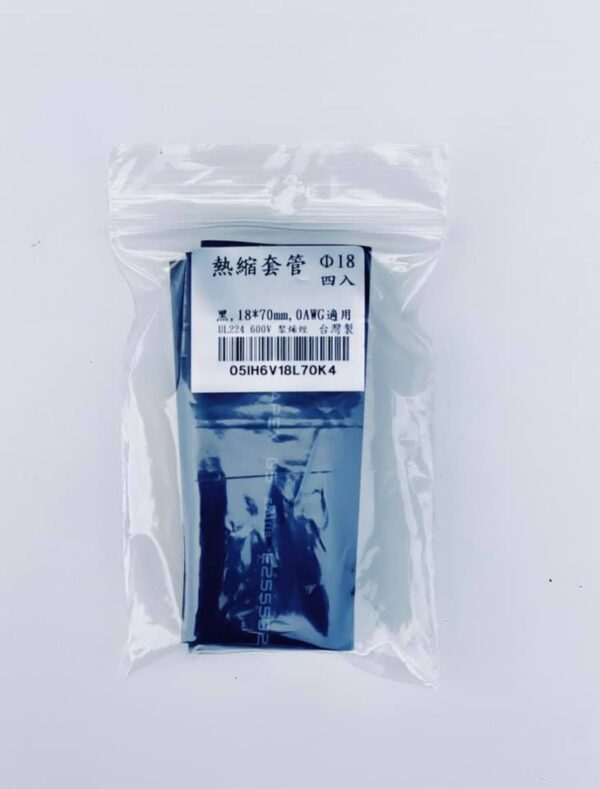 熱縮套管 Φ18
四入
黑,18*70mm,0AWG適用
UL224 600V 聚烯烴 台灣製
05IH6V18L70K4
E255532